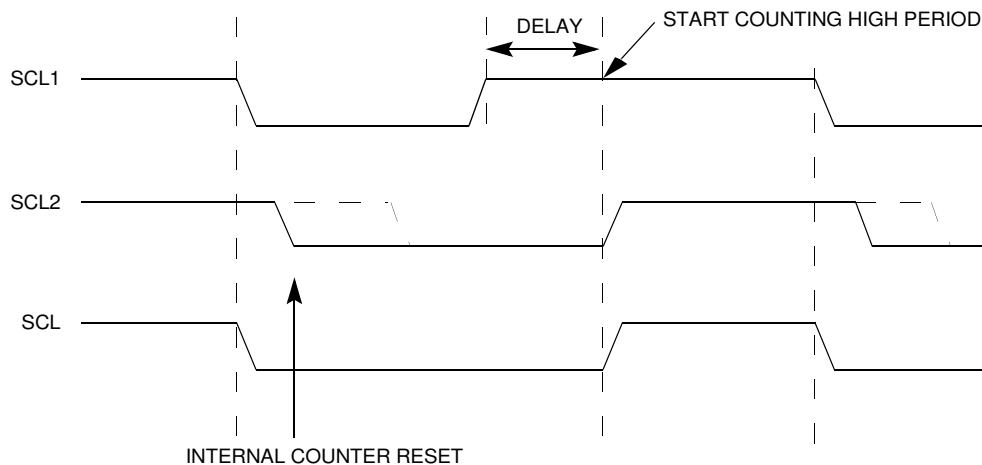 START COUNTING HIGH PERIOD
DELAY
SCL1
SCL2
SCL
INTERNAL COUNTER RESET